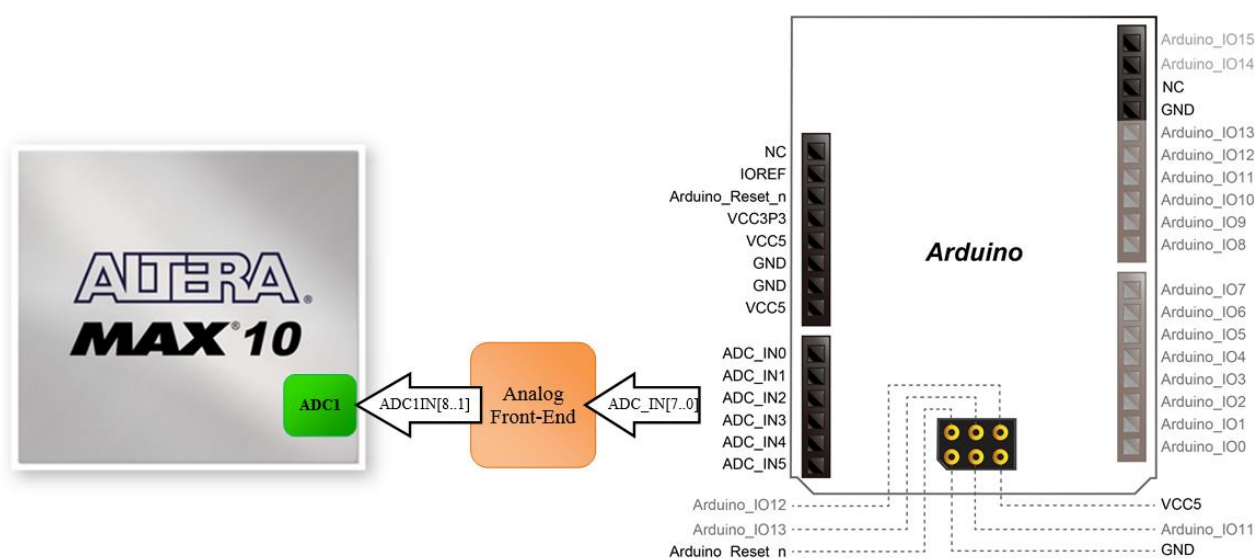 ALTERA®
MAX®10
ADC1
ADC1IN[8..1]
Analog
Front-End
ADC_IN[7..0]
NC
IOREF
Arduino_Reset_n
VCC3P3
VCC5
GND
GND
VCC5
ADC_IN0
ADC_IN1
ADC_IN2
ADC_IN3
ADC_IN4
ADC_IN5
Arduino
Arduino_IO15
Arduino_IO14
NC
GND
Arduino_IO13
Arduino_IO12
Arduino_IO11
Arduino_IO10
Arduino_IO9
Arduino_IO8
Arduino_IO7
Arduino_IO6
Arduino_IO5
Arduino_IO4
Arduino_IO3
Arduino_IO2
Arduino_IO1
Arduino_IO0
Arduino_IO12
Arduino_IO13
Arduino_Reset_n
VCC5
Arduino_IO11
GND